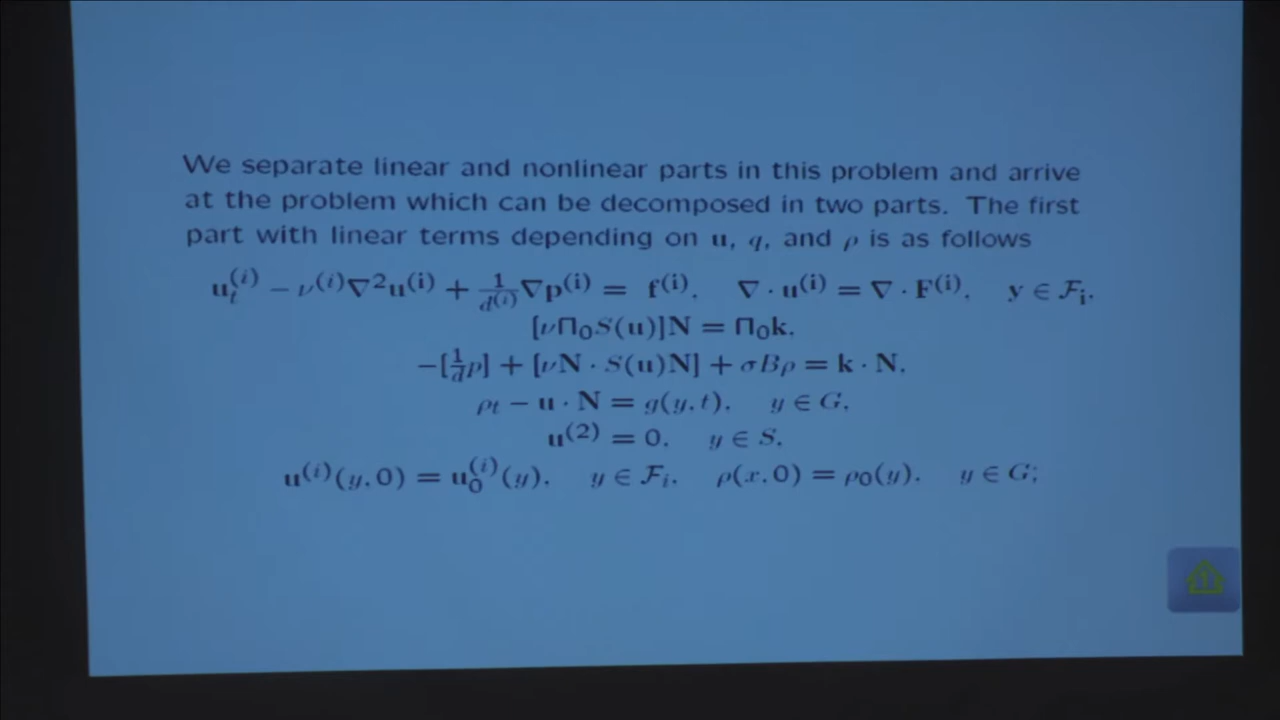 We separate linear and nonlinear parts in this problem and arrive
at the problem which can be decomposed in two parts. The first
part with linear terms depending on u, q, and ρ is as follows
u_t^{(i)} − ν^{(i)}∇²u^{(i)} + \frac{1}{d^{(i)}}∇p^{(i)} = f^{(i)}, ∇ · u^{(i)} = ∇ · F^{(i)}, y ∈ ℱ_i,
[νΠ₀S(u)]N = Π₀k,
−[\frac{1}{d}p] + [νN · S(u)N] + σBρ = k · N,
ρ_t − u · N = g(y,t), y ∈ G,
u^{(2)} = 0, y ∈ S,
u^{(i)}(y,0) = u_0^{(i)}(y), y ∈ ℱ_i, ρ(x,0) = ρ₀(y), y ∈ G;